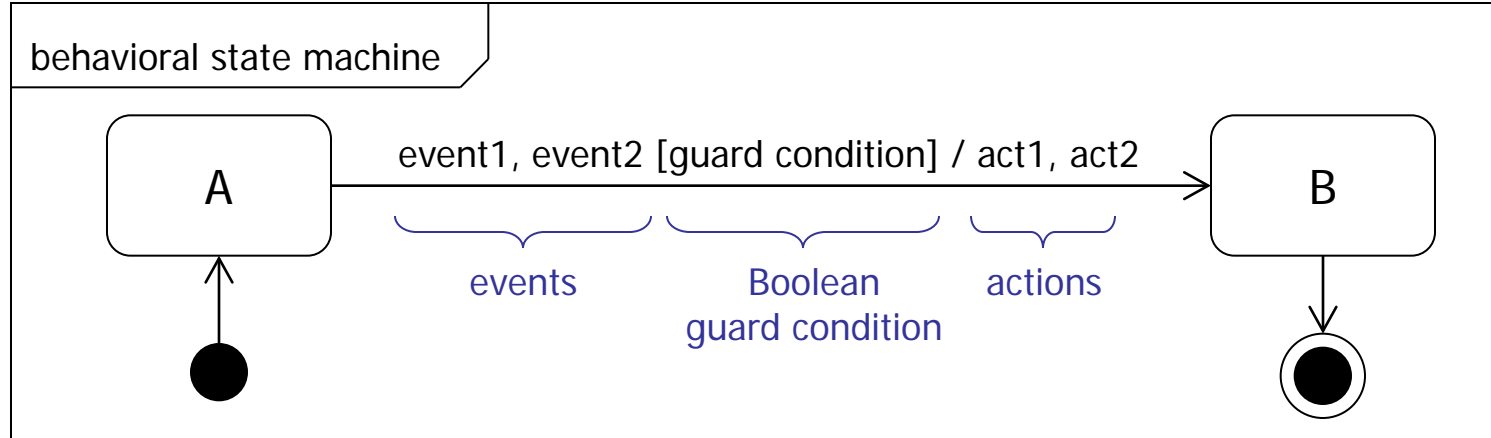 behavioral state machine
event1, event2 [guard condition] / act1, act2
A
B
events
Boolean
guard condition
actions